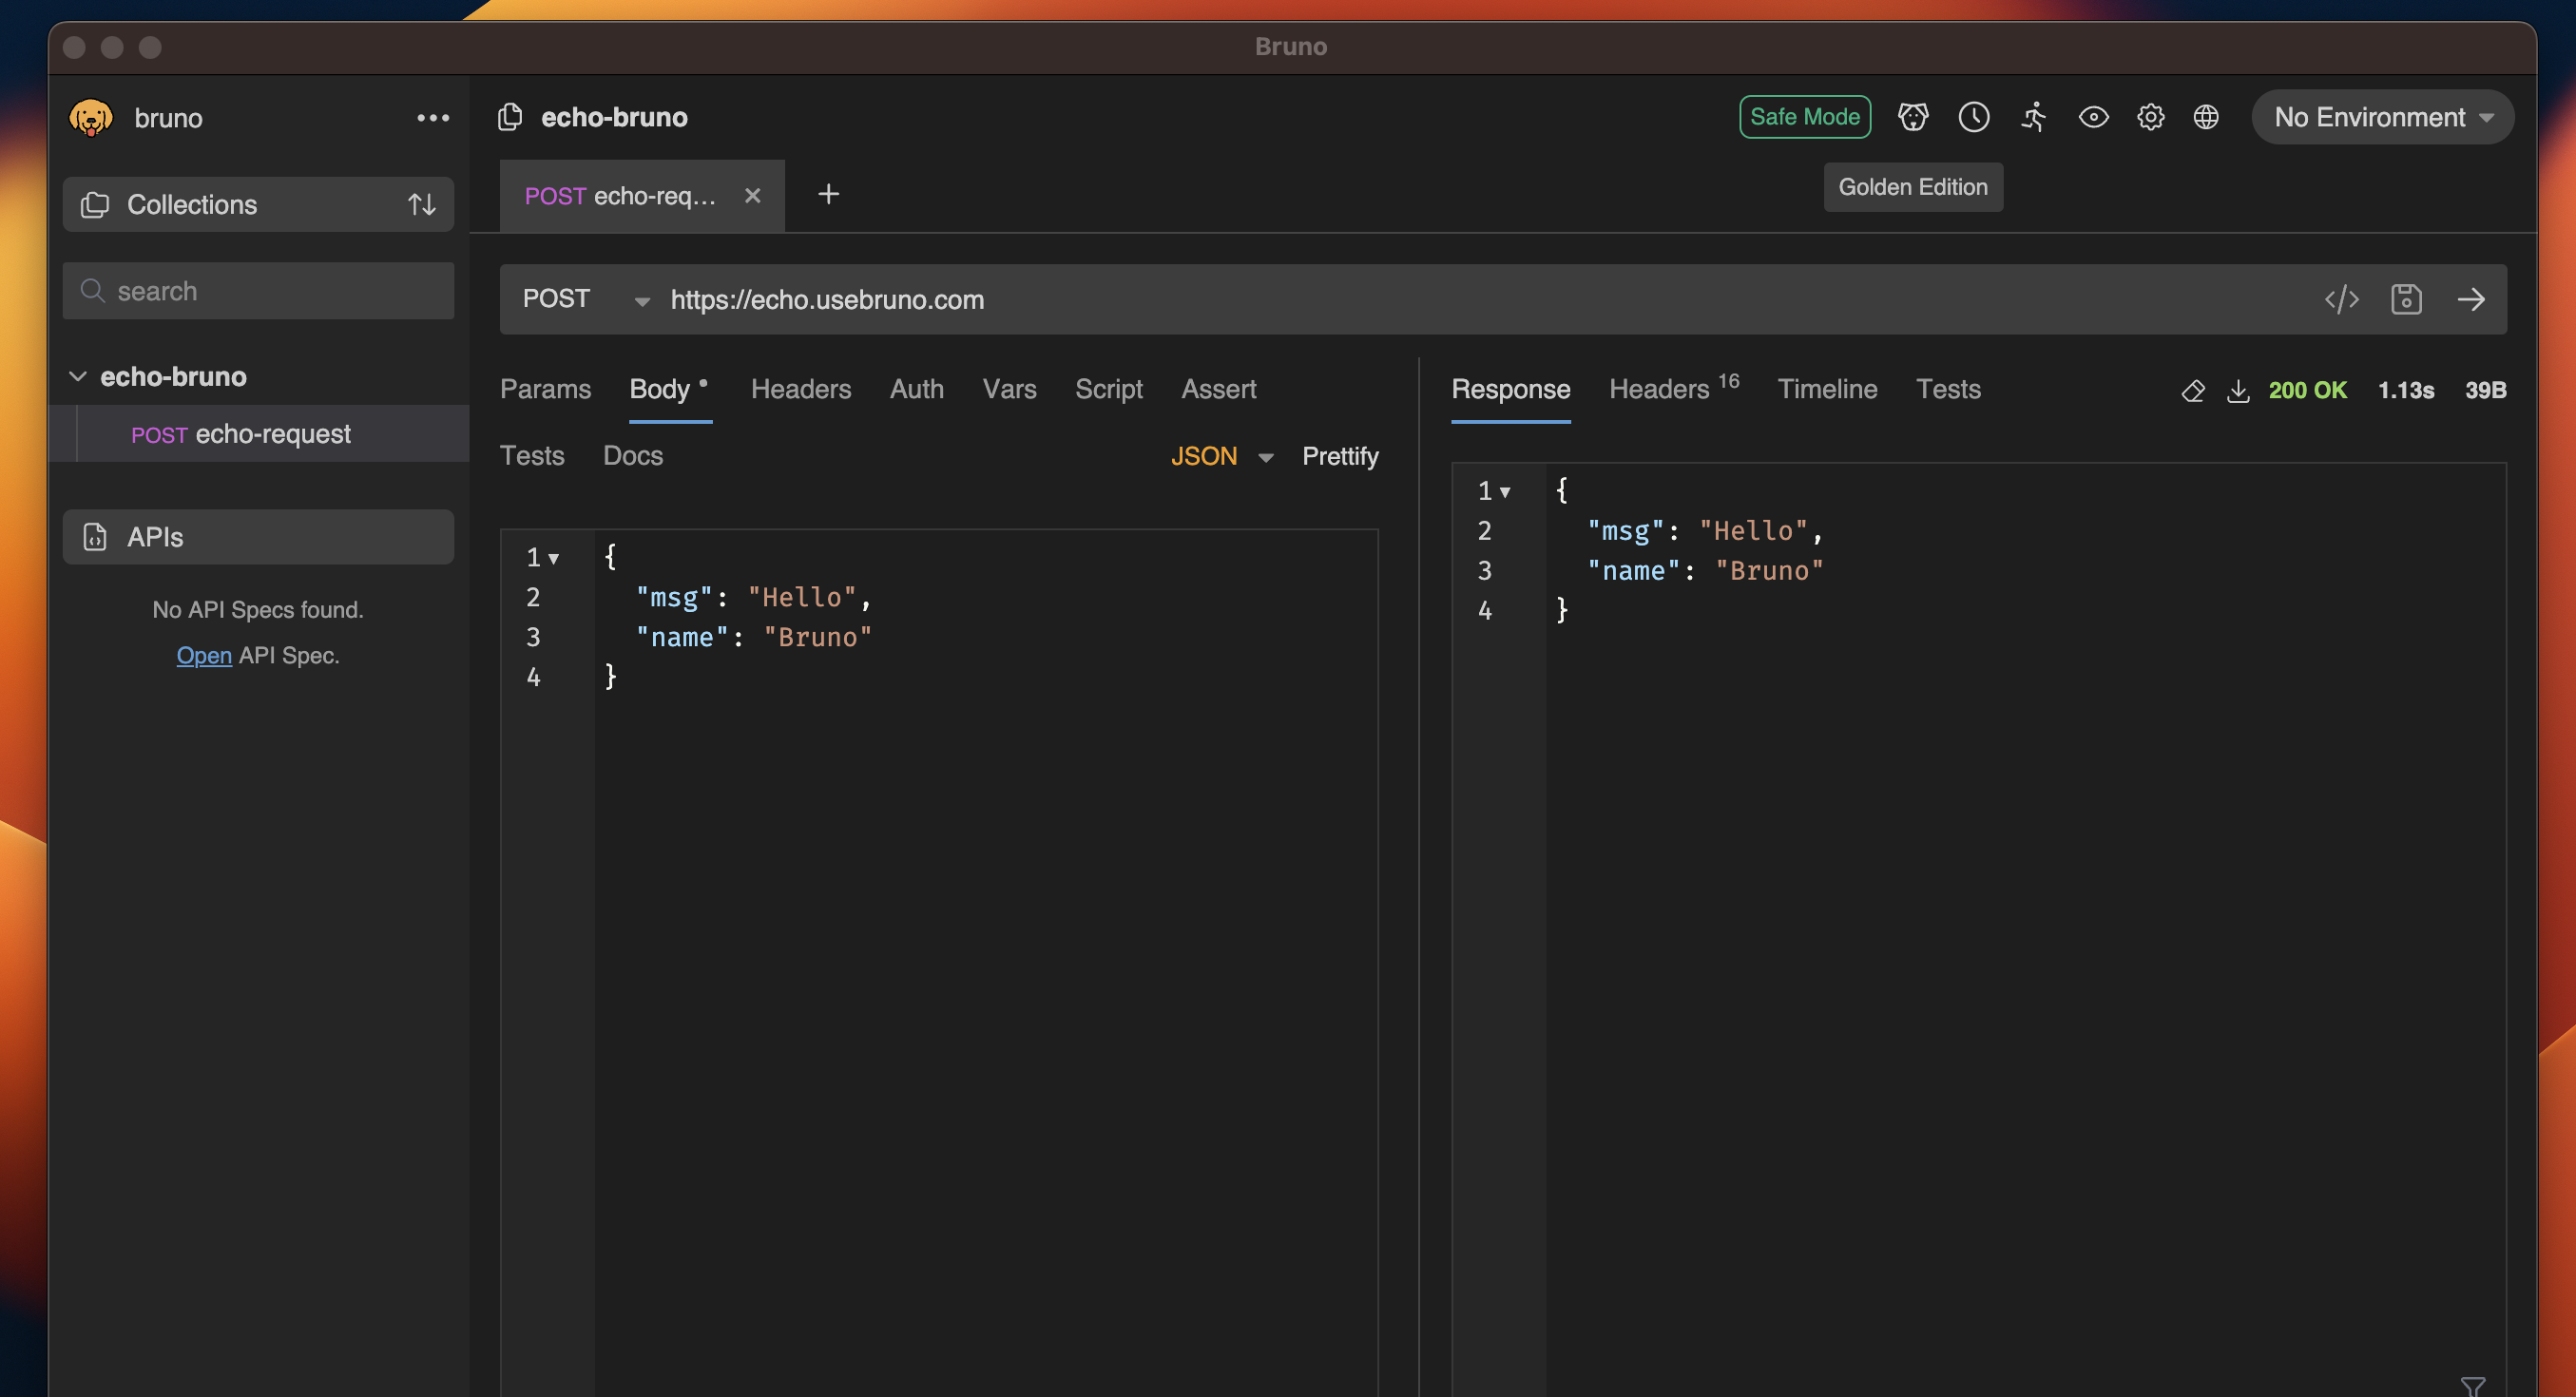 Bruno
bruno
echo-bruno
Safe Mode
No Environment
Golden Edition
Collections
POST echo-req...
search
POST https://echo.usebruno.com
echo-bruno
POST echo-request
APIs
No API Specs found.
Open API Spec.
Params Body Headers Auth Vars Script Assert
Tests Docs JSON Prettify
1 {
2 "msg": "Hello",
3 "name": "Bruno"
4 }
Response Headers 16 Timeline Tests 200 OK 1.13s 39B
1 {
2 "msg": "Hello",
3 "name": "Bruno"
4 }